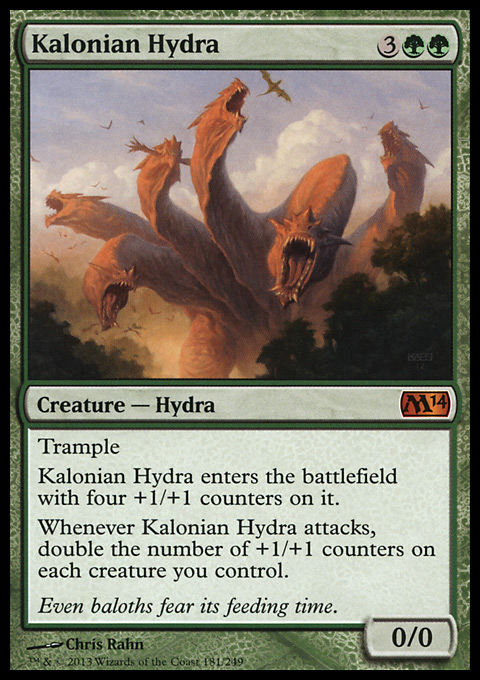 Kalonian Hydra
3
Creature — Hydra
M14
Trample
Kalonian Hydra enters the battlefield
with four +1/+1 counters on it.
Whenever Kalonian Hydra attacks,
double the number of +1/+1 counters on
each creature you control.
Even baloths fear its feeding time.
0/0
Chris Rahn
™ & © 2013 Wizards of the Coast 181/249